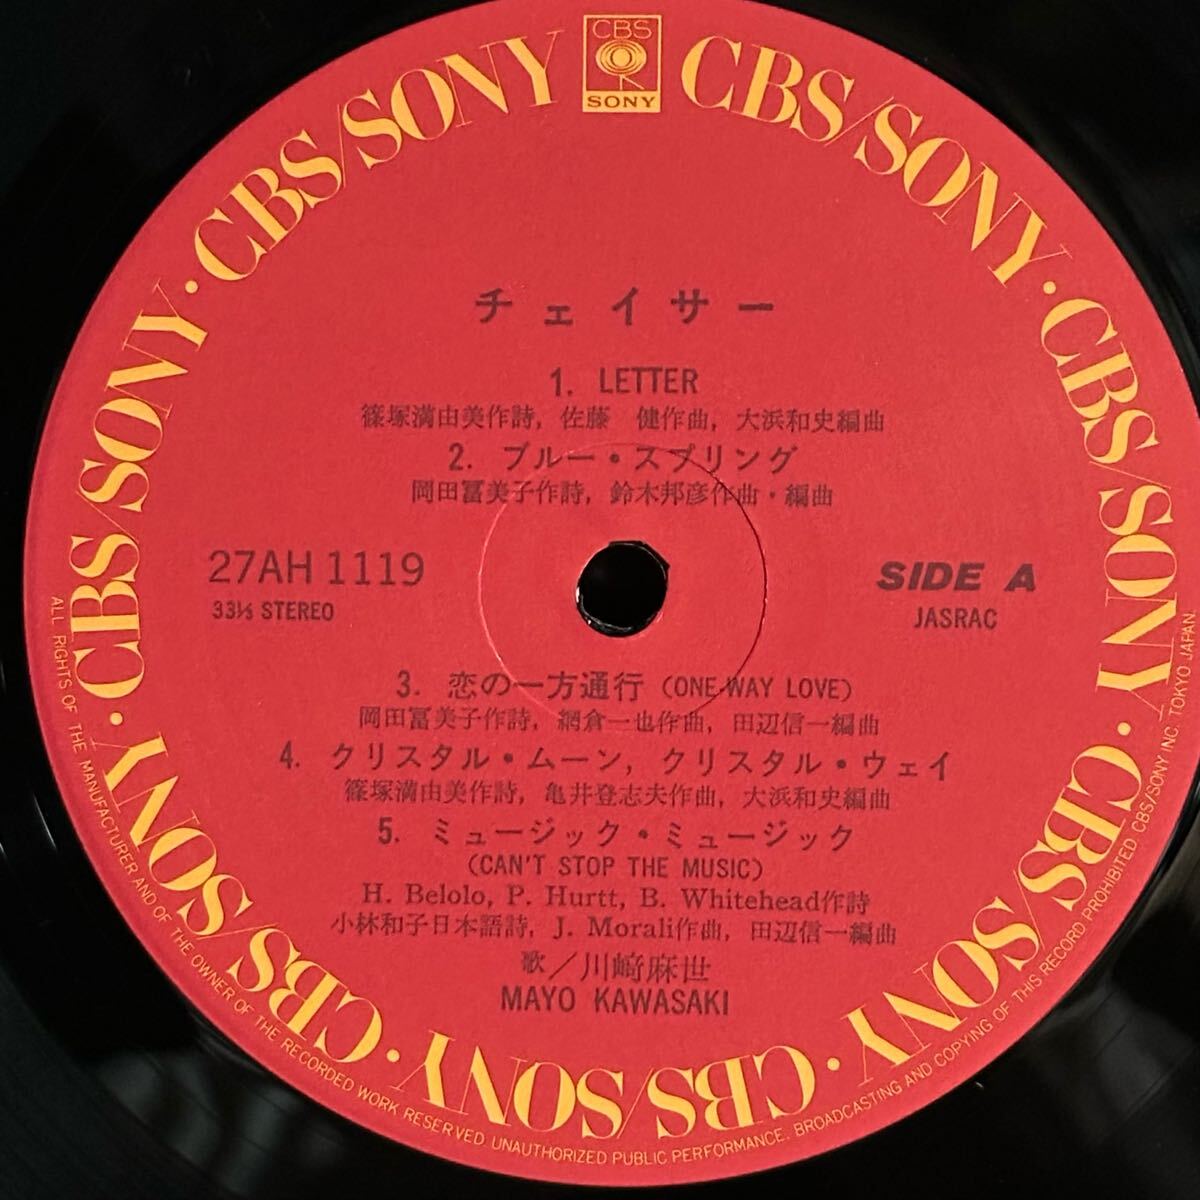 CBS
SONY
CBS/SONY · CBS/SONY · CBS/SONY · CBS/SONY · CBS/SONY · CBS/SONY · CBS/SONY · CBS/SONY
チェイサー
1. LETTER
篠塚満由美作詩, 佐藤 健作曲, 大浜和史編曲
2. ブルー・スプリング
岡田冨美子作詩, 鈴木邦彦作曲・編曲
27AH 1119
33⅓ STEREO
SIDE A
JASRAC
3. 恋の一方通行 (ONE-WAY LOVE)
岡田冨美子作詩, 網倉一也作曲, 田辺信一編曲
4. クリスタル・ムーン, クリスタル・ウェイ
篠塚満由美作詩, 亀井登志夫作曲, 大浜和史編曲
5. ミュージック・ミュージック
(CAN'T STOP THE MUSIC)
H. Belolo, P. Hurtt, B. Whitehead作詩
小林和子日本語詩, J. Morali作曲, 田辺信一編曲
歌／川﨑麻世
MAYO KAWASAKI
ALL RIGHTS OF THE MANUFACTURER AND OF THE OWNER OF THE RECORDED WORK RESERVED. UNAUTHORIZED PUBLIC PERFORMANCE. BROADCASTING AND COPYING OF THIS RECORD PROHIBITED. CBS/SONY INC. TOKYO JAPAN.